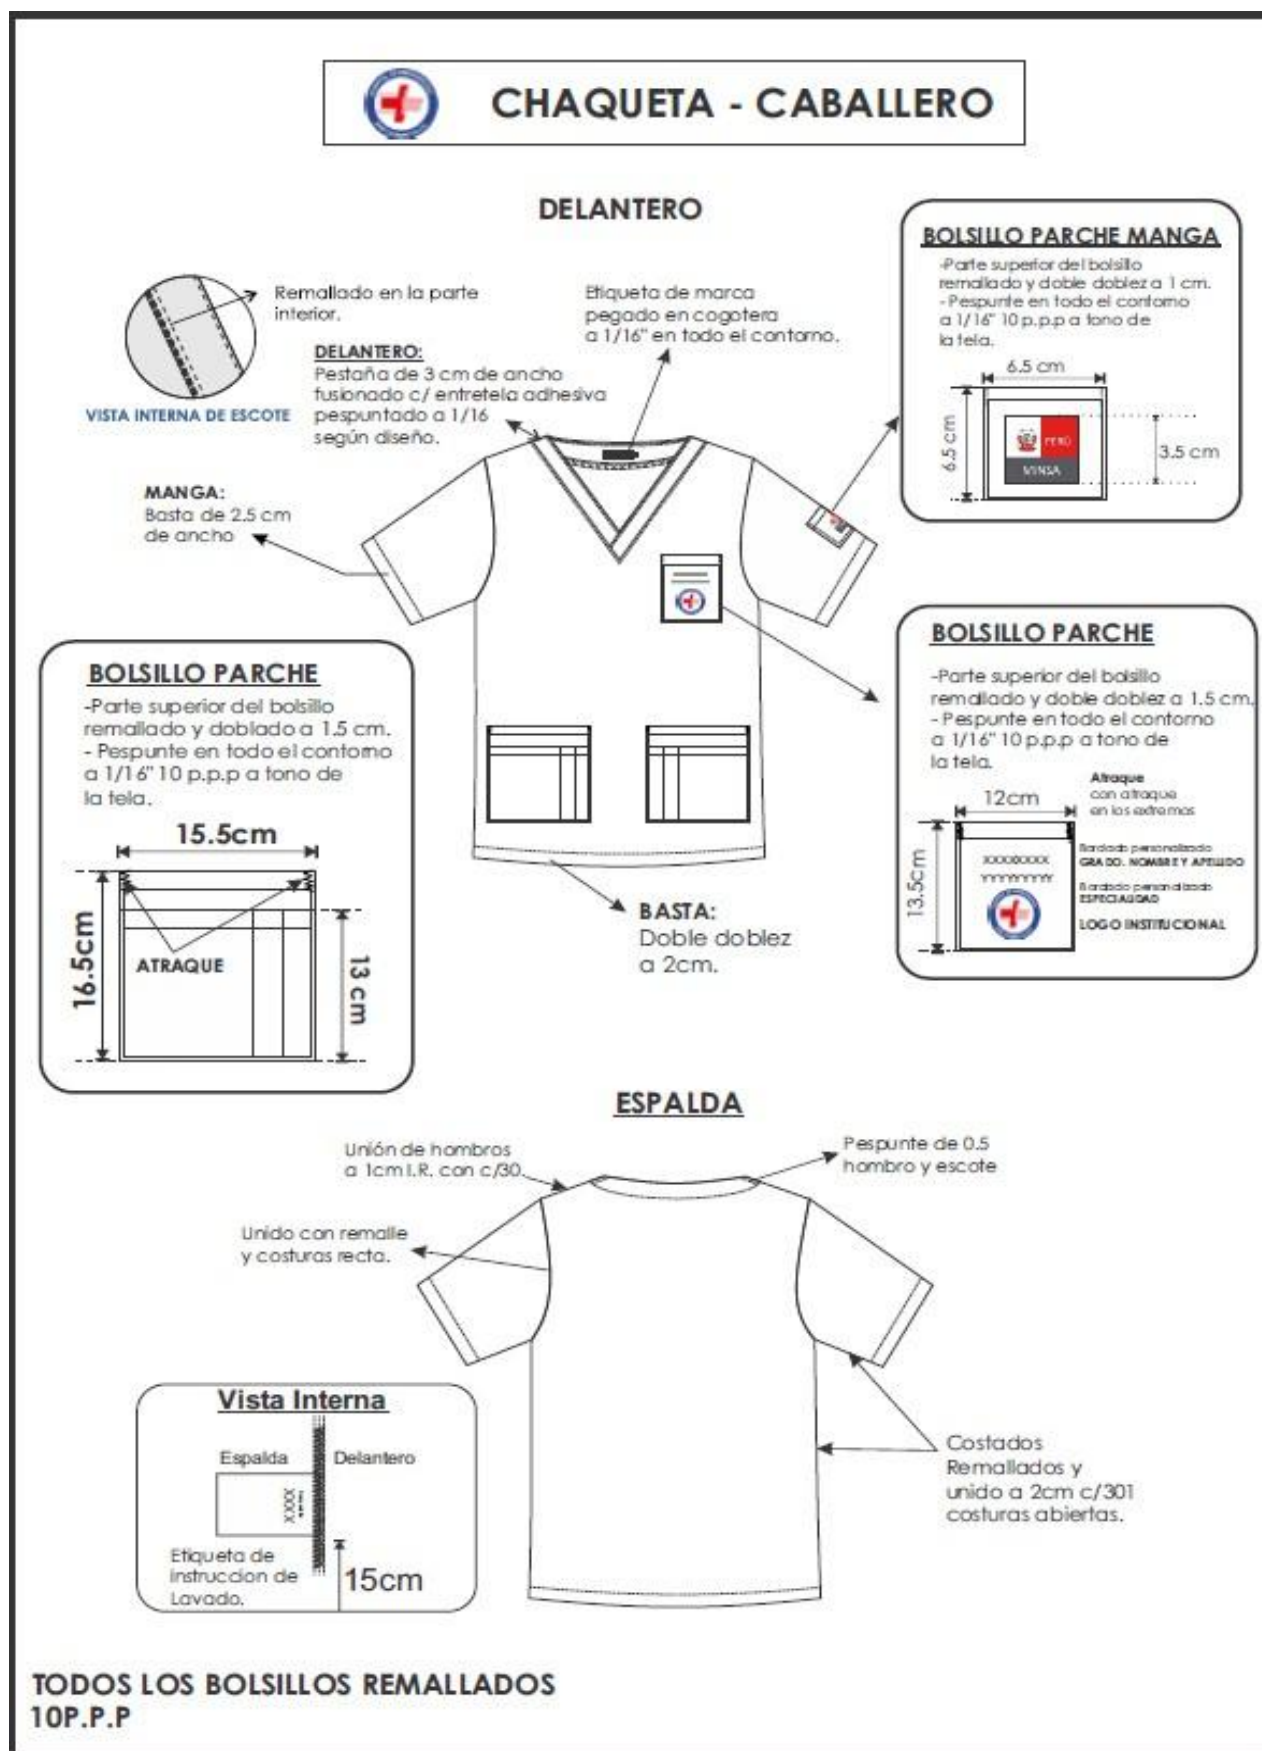 CHAQUETA - CABALLERO
DELANTERO
Remallado en la parte
interior.
VISTA INTERNA DE ESCOTE
DELANTERO:
Pestaña de 3 cm de ancho
fusionado c/ entretela adhesiva
pespuntado a 1/16
según diseño.
Etiqueta de marca
pegado en cogotera
a 1/16" en todo el contorno.
BOLSILLO PARCHE MANGA
-Parte superior del bolsillo
remallado y doble doblez a 1 cm.
- Pespunte en todo el contorno
a 1/16" 10 p.p.p a tono de
la tela.
6.5 cm
6.5 cm
PERÚ
MINSA
3.5 cm
MANGA:
Basta de 2.5 cm
de ancho
BOLSILLO PARCHE
-Parte superior del bolsillo
remallado y doblado a 1.5 cm.
- Pespunte en todo el contorno
a 1/16" 10 p.p.p a tono de
la tela.
15.5cm
16.5cm
ATRAQUE
13 cm
BASTA:
Doble doblez
a 2cm.
BOLSILLO PARCHE
-Parte superior del bolsillo
remallado y doble doblez a 1.5 cm.
- Pespunte en todo el contorno
a 1/16" 10 p.p.p a tono de
la tela.
Atraque
con atraque
en los extremos
12cm
13.5cm
XXXXXXXX
YYYYYYYY
Bordado personalizado
GRADO. NOMBRE Y APELLIDO
Bordado personalizado
ESPECIALIDAD
LOGO INSTITUCIONAL
ESPALDA
Unión de hombros
a 1cm I.R. con c/30
Pespunte de 0.5
hombro y escote
Unido con remalle
y costuras recta.
Vista Interna
Espalda
Delantero
XXXX
Etiqueta de
instruccion de
Lavado.
15cm
Costados
Remallados y
unido a 2cm c/301
costuras abiertas.
TODOS LOS BOLSILLOS REMALLADOS
10P.P.P